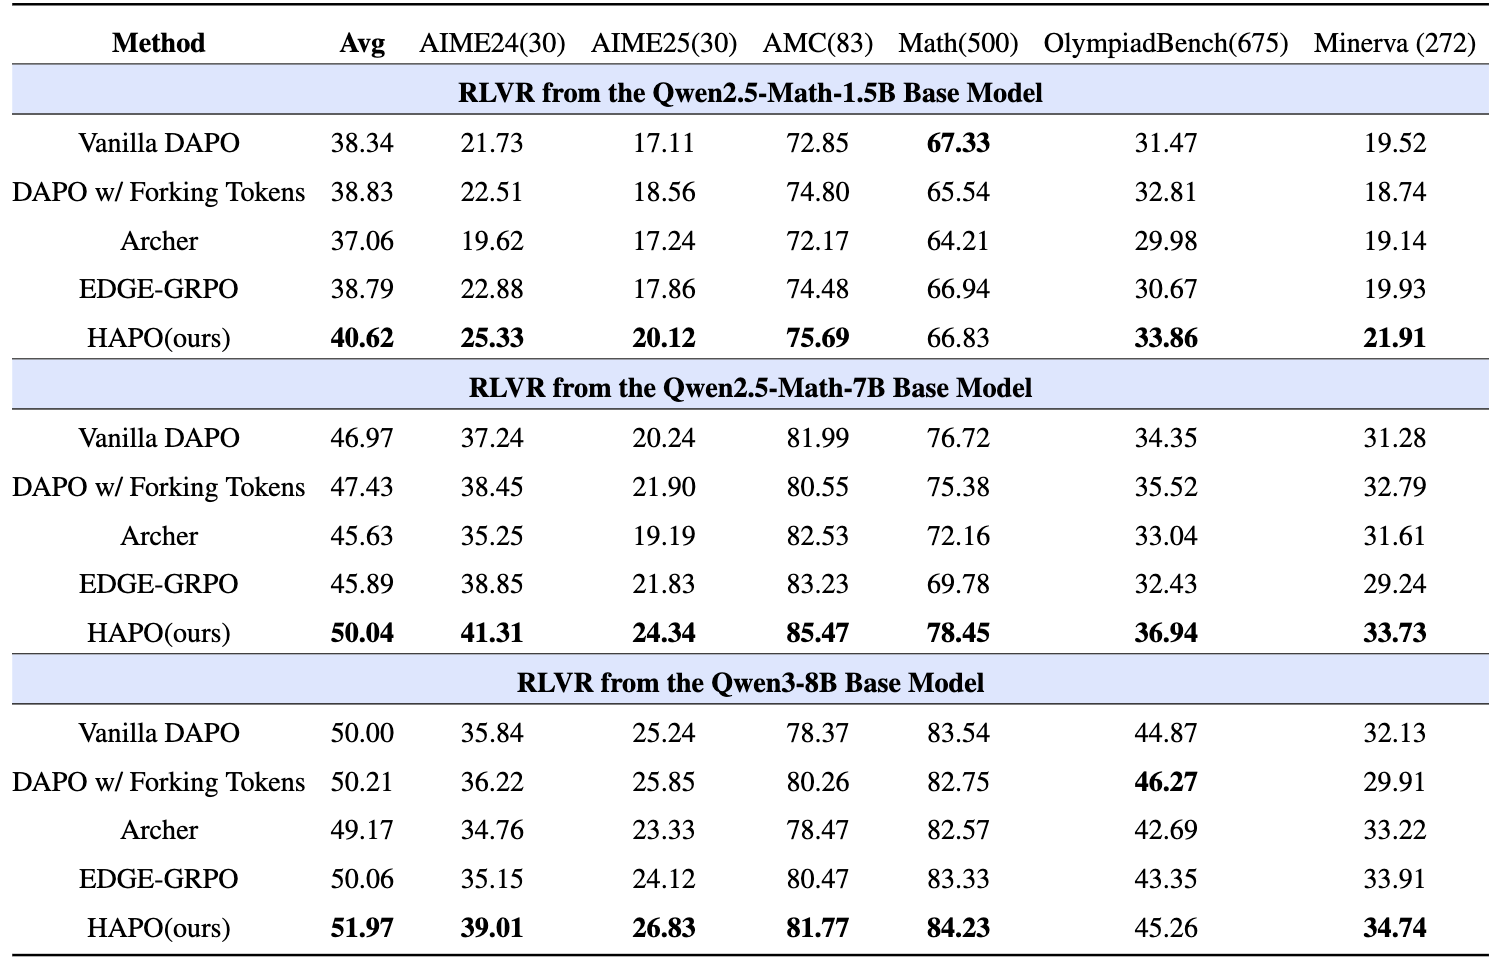 Method Avg AIME24(30) AIME25(30) AMC(83) Math(500) OlympiadBench(675) Minerva (272)
RLVR from the Qwen2.5-Math-1.5B Base Model
Vanilla DAPO 38.34 21.73 17.11 72.85 67.33 31.47 19.52
DAPO w/ Forking Tokens 38.83 22.51 18.56 74.80 65.54 32.81 18.74
Archer 37.06 19.62 17.24 72.17 64.21 29.98 19.14
EDGE-GRPO 38.79 22.88 17.86 74.48 66.94 30.67 19.93
HAPO(ours) 40.62 25.33 20.12 75.69 66.83 33.86 21.91
RLVR from the Qwen2.5-Math-7B Base Model
Vanilla DAPO 46.97 37.24 20.24 81.99 76.72 34.35 31.28
DAPO w/ Forking Tokens 47.43 38.45 21.90 80.55 75.38 35.52 32.79
Archer 45.63 35.25 19.19 82.53 72.16 33.04 31.61
EDGE-GRPO 45.89 38.85 21.83 83.23 69.78 32.43 29.24
HAPO(ours) 50.04 41.31 24.34 85.47 78.45 36.94 33.73
RLVR from the Qwen3-8B Base Model
Vanilla DAPO 50.00 35.84 25.24 78.37 83.54 44.87 32.13
DAPO w/ Forking Tokens 50.21 36.22 25.85 80.26 82.75 46.27 29.91
Archer 49.17 34.76 23.33 78.47 82.57 42.69 33.22
EDGE-GRPO 50.06 35.15 24.12 80.47 83.33 43.35 33.91
HAPO(ours) 51.97 39.01 26.83 81.77 84.23 45.26 34.74